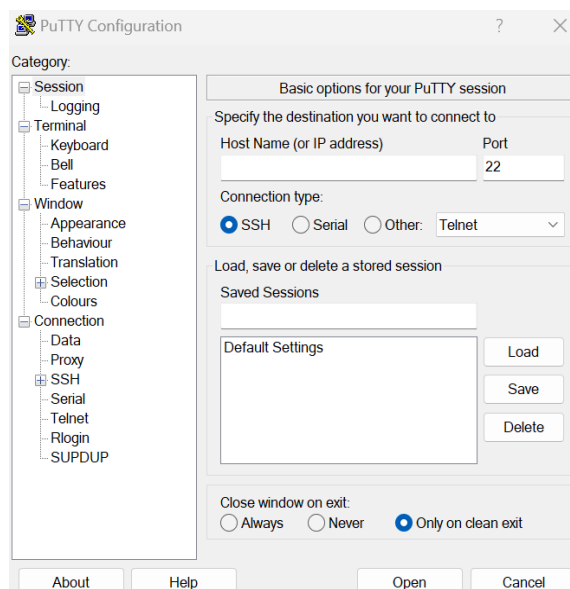 PuTTY Configuration
?
Category:
Session
Logging
Terminal
Keyboard
Bell
Features
Window
Appearance
Behaviour
Translation
Selection
Colours
Connection
Data
Proxy
SSH
Serial
Telnet
Rlogin
SUPDUP
Basic options for your PuTTY session
Specify the destination you want to connect to
Host Name (or IP address) Port
22
Connection type:
SSH Serial Other: Telnet
Load, save or delete a stored session
Saved Sessions
Default Settings
Load
Save
Delete
Close window on exit:
Always Never Only on clean exit
About Help Open Cancel